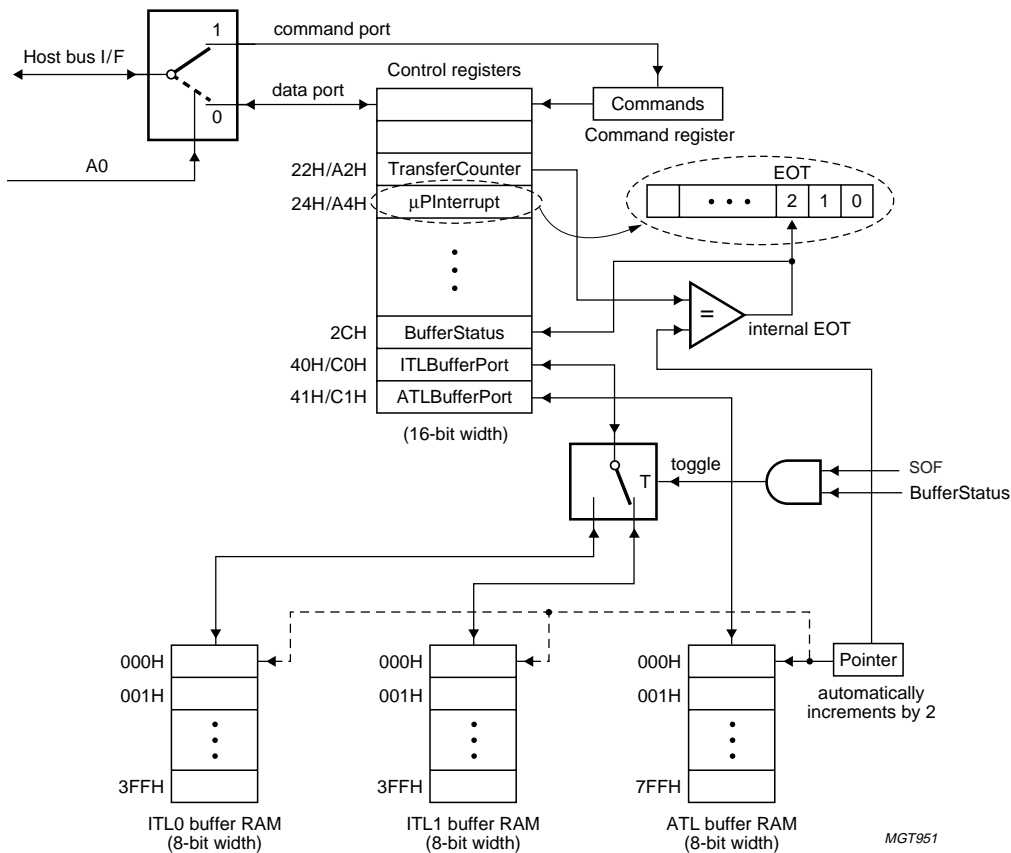 1
command port
Host bus I/F
Control registers
data port
0
Commands
Command register
A0
EOT
22H/A2H TransferCounter
24H/A4H μPInterrupt
• • • 2 1 0
=
internal EOT
2CH BufferStatus
40H/C0H ITLBufferPort
41H/C1H ATLBufferPort
(16-bit width)
toggle
T
SOF
BufferStatus
000H
000H
000H
Pointer
001H
001H
001H
automatically
increments by 2
3FFH
3FFH
7FFH
ITL0 buffer RAM
(8-bit width)
ITL1 buffer RAM
(8-bit width)
ATL buffer RAM
(8-bit width)
MGT951